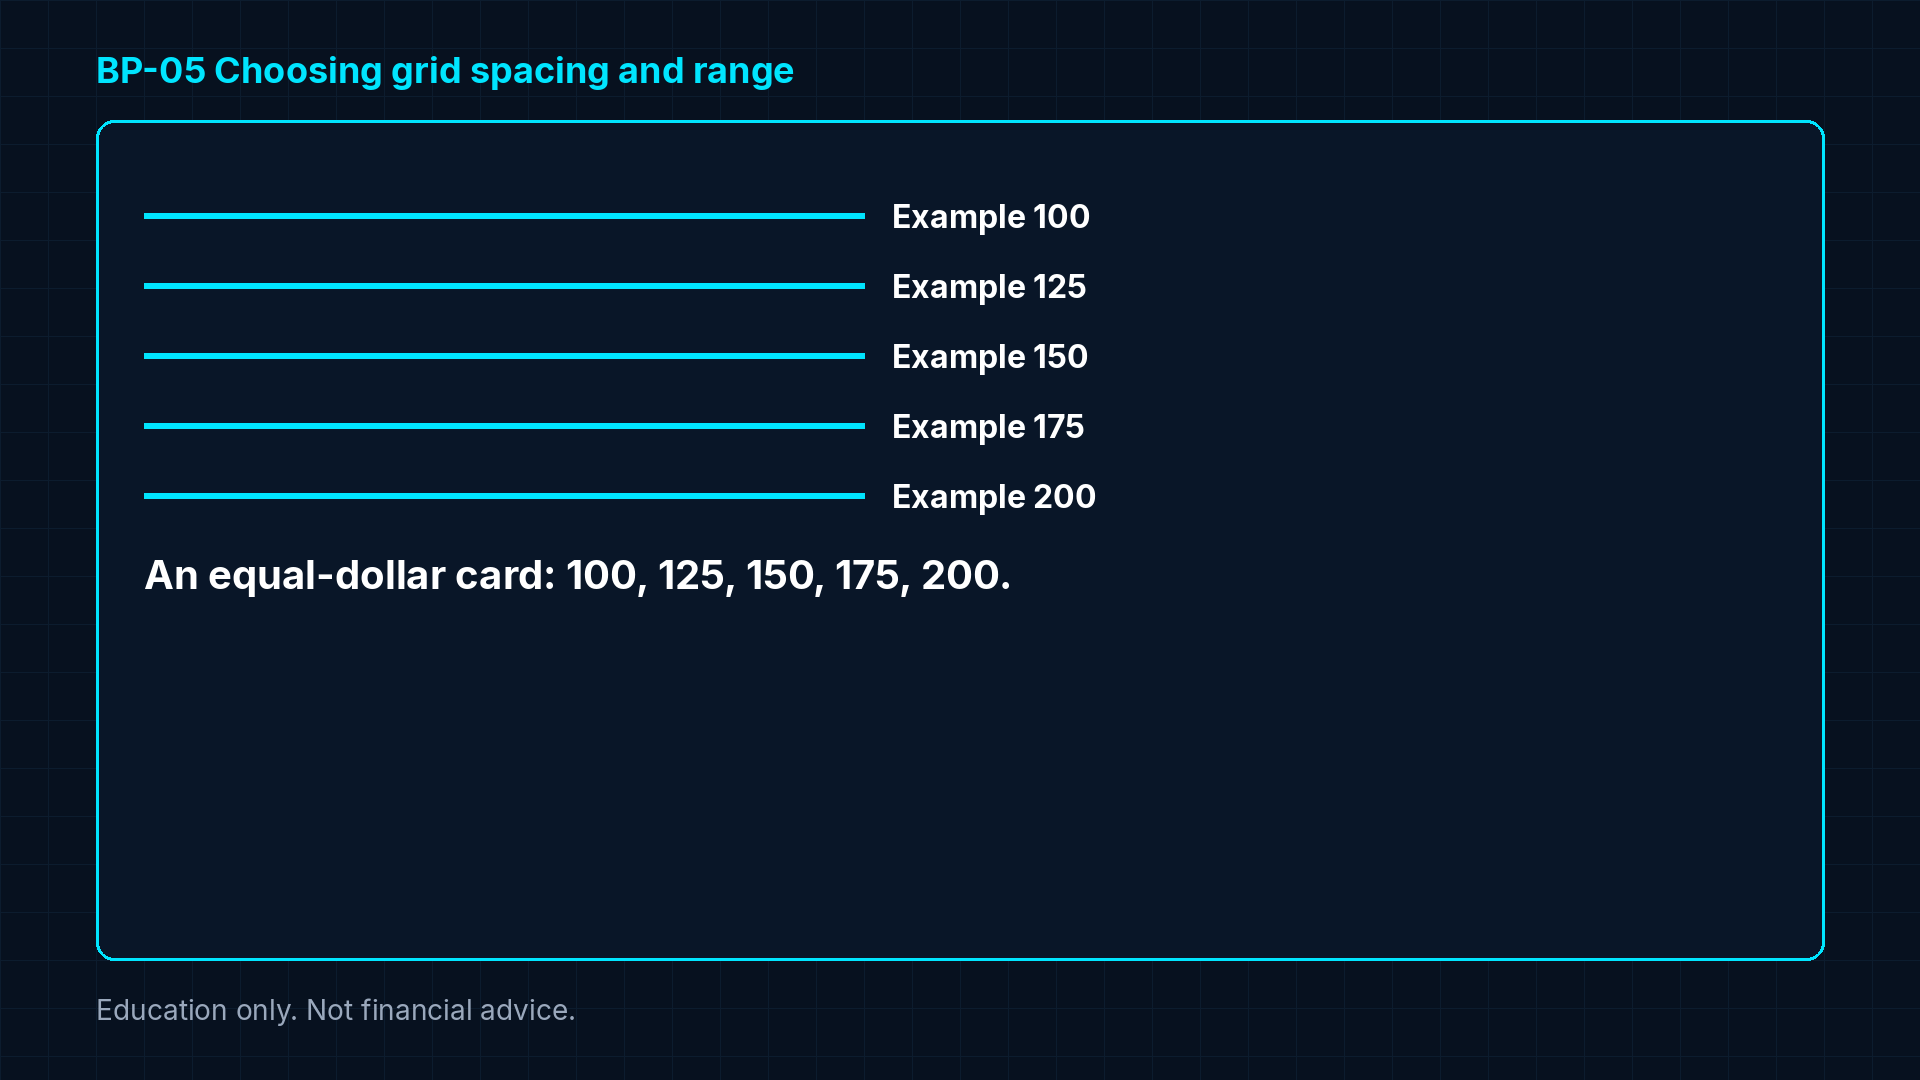 BP-05 Choosing grid spacing and range
Example 100
Example 125
Example 150
Example 175
Example 200
An equal-dollar card: 100, 125, 150, 175, 200.
Education only. Not financial advice.